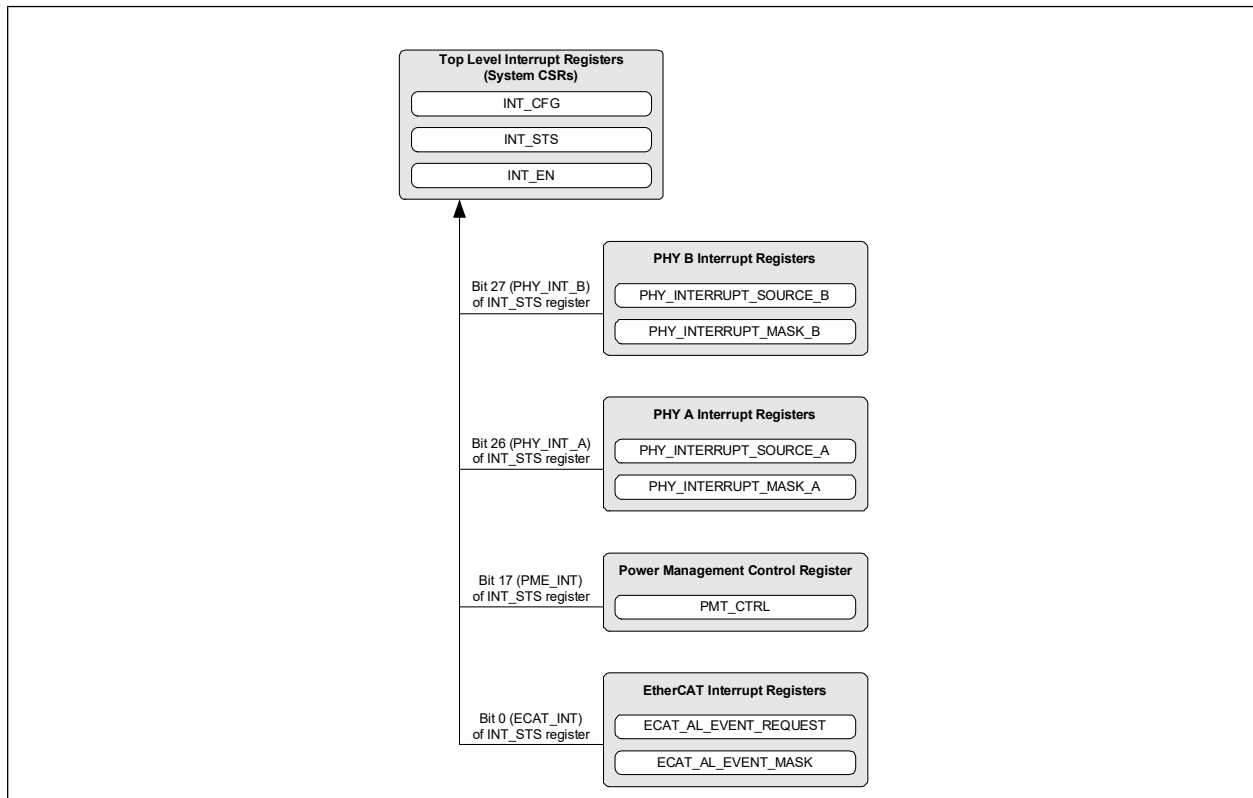 Top Level Interrupt Registers
(System CSRs)
INT_CFG
INT_STS
INT_EN
PHY B Interrupt Registers
Bit 27 (PHY_INT_B)
of INT_STS register
PHY_INTERRUPT_SOURCE_B
PHY_INTERRUPT_MASK_B
PHY A Interrupt Registers
Bit 26 (PHY_INT_A)
of INT_STS register
PHY_INTERRUPT_SOURCE_A
PHY_INTERRUPT_MASK_A
Power Management Control Register
Bit 17 (PME_INT)
of INT_STS register
PMT_CTRL
EtherCAT Interrupt Registers
Bit 0 (ECAT_INT)
of INT_STS register
ECAT_AL_EVENT_REQUEST
ECAT_AL_EVENT_MASK